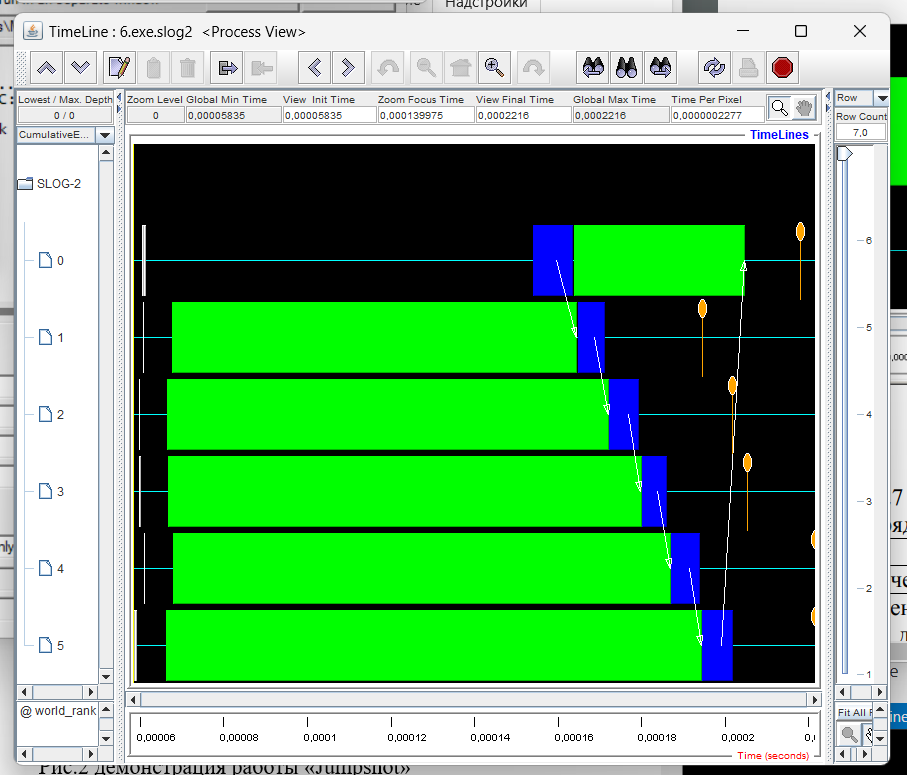 Надстройки
TimeLine : 6.exe.slog2 <Process View>
Lowest / Max. Depth
Zoom Level
Global Min Time
View Init Time
Zoom Focus Time
View Final Time
Global Max Time
Time Per Pixel
Row
0 / 0
0
0,00005835
0,00005835
0,000139975
0,0002216
0,0002216
0,0000002277
Row Count
7,0
CumulativeE...
TimeLines
SLOG-2
0
1
2
3
4
5
6
5
4
3
2
1
@ world_rank
Fit All
0,00006
0,00008
0,0001
0,00012
0,00014
0,00016
0,00018
0,0002
0,
Time (seconds)
Рис.2 демонстрация работы «Jumpshot»